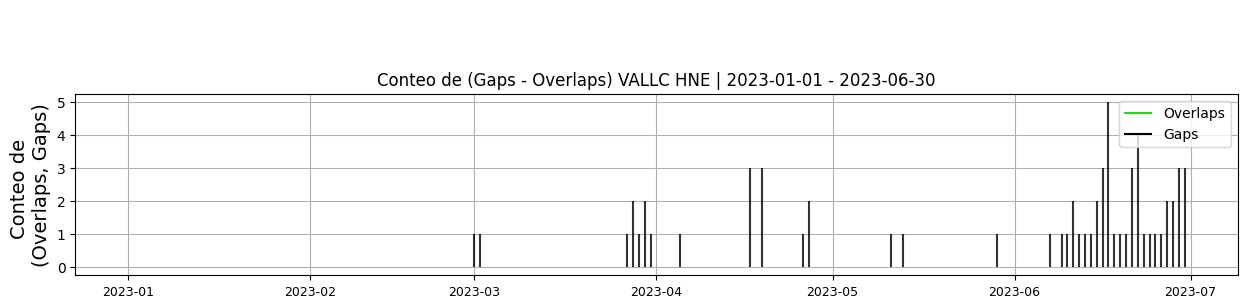 Conteo de (Gaps - Overlaps) VALLC HNE | 2023-01-01 - 2023-06-30
Conteo de
(Overlaps, Gaps)
5
4
3
2
1
0
Overlaps
Gaps
2023-01 2023-02 2023-03 2023-04 2023-05 2023-06 2023-07